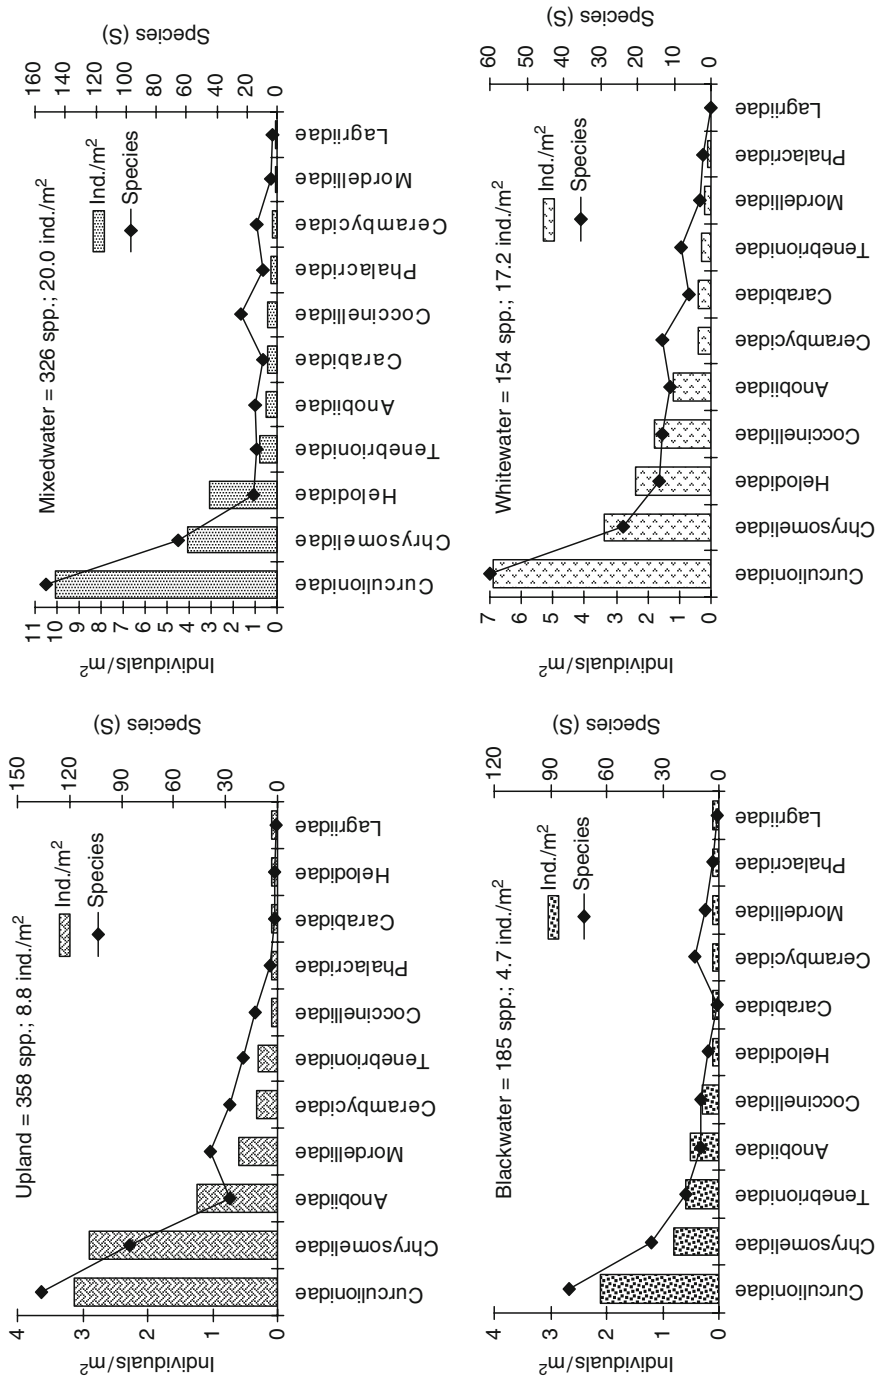 Upland = 358 spp.; 8.8 ind./m²
Ind./m²
Species
Individuals/m²
4
3
2
1
0
Species (S)
150
120
90
60
30
0
Curculionidae
Chrysomelidae
Anobiidae
Mordellidae
Cerambycidae
Tenebrionidae
Coccinellidae
Phalacridae
Carabidae
Helodidae
Lagriidae
Mixedwater = 326 spp.; 20.0 ind./m²
Ind./m²
Species
Individuals/m²
11
10
9
8
7
6
5
4
3
2
1
0
Species (S)
160
140
120
100
80
60
40
20
0
Curculionidae
Chrysomelidae
Helodidae
Tenebrionidae
Anobiidae
Carabidae
Coccinellidae
Phalacridae
Cerambycidae
Mordellidae
Lagriidae
Blackwater = 185 spp.; 4.7 ind./m²
Ind./m²
Species
Individuals/m²
4
3
2
1
0
Species (S)
120
90
60
30
0
Curculionidae
Chrysomelidae
Tenebrionidae
Anobiidae
Coccinellidae
Helodidae
Carabidae
Cerambycidae
Mordellidae
Phalacridae
Lagriidae
Whitewater = 154 spp.; 17.2 ind./m²
Ind./m²
Species
Individuals/m²
7
6
5
4
3
2
1
0
Species (S)
60
50
40
30
20
10
0
Curculionidae
Chrysomelidae
Helodidae
Coccinellidae
Anobiidae
Cerambycidae
Carabidae
Tenebrionidae
Mordellidae
Phalacridae
Lagriidae